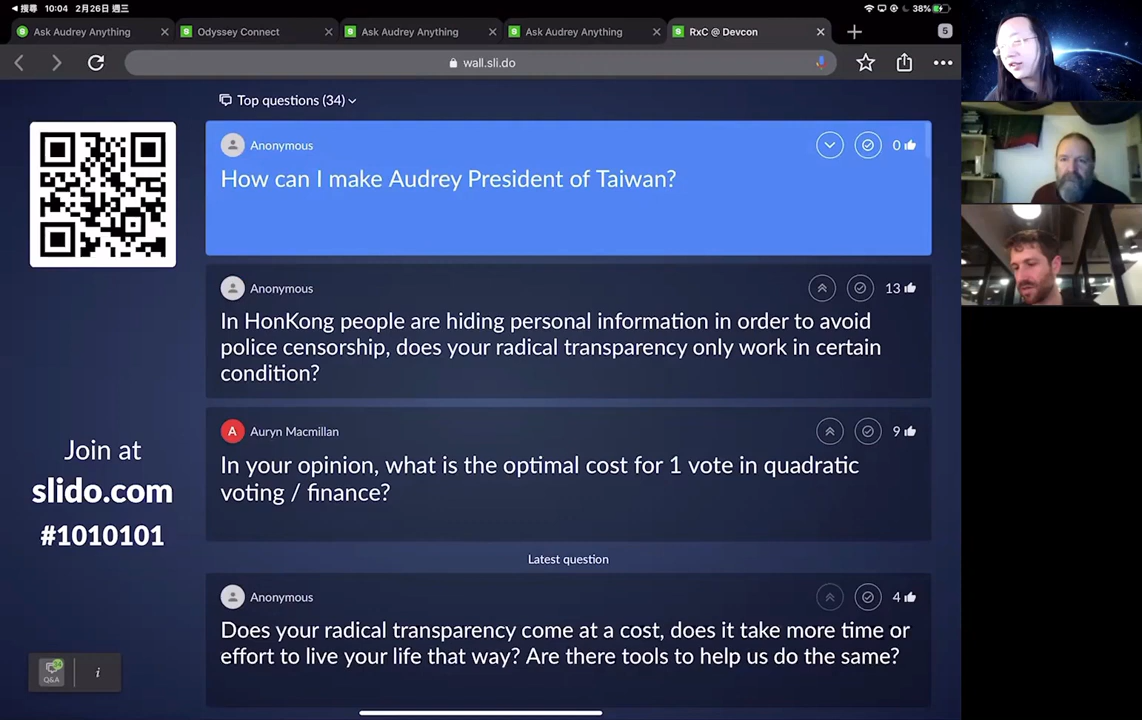 搜尋 10:04 2月26日 週三
38%
Ask Audrey Anything
Odyssey Connect
Ask Audrey Anything
Ask Audrey Anything
RxC @ Devcon
5
wall.sli.do
Top questions (34)
Anonymous
0
How can I make Audrey President of Taiwan?
Anonymous
13
In HonKong people are hiding personal information in order to avoid
police censorship, does your radical transparency only work in certain
condition?
A
Auryn Macmillan
9
In your opinion, what is the optimal cost for 1 vote in quadratic
voting / finance?
Join at
slido.com
#1010101
Latest question
Anonymous
4
Does your radical transparency come at a cost, does it take more time or
effort to live your life that way? Are there tools to help us do the same?
Q&A
i